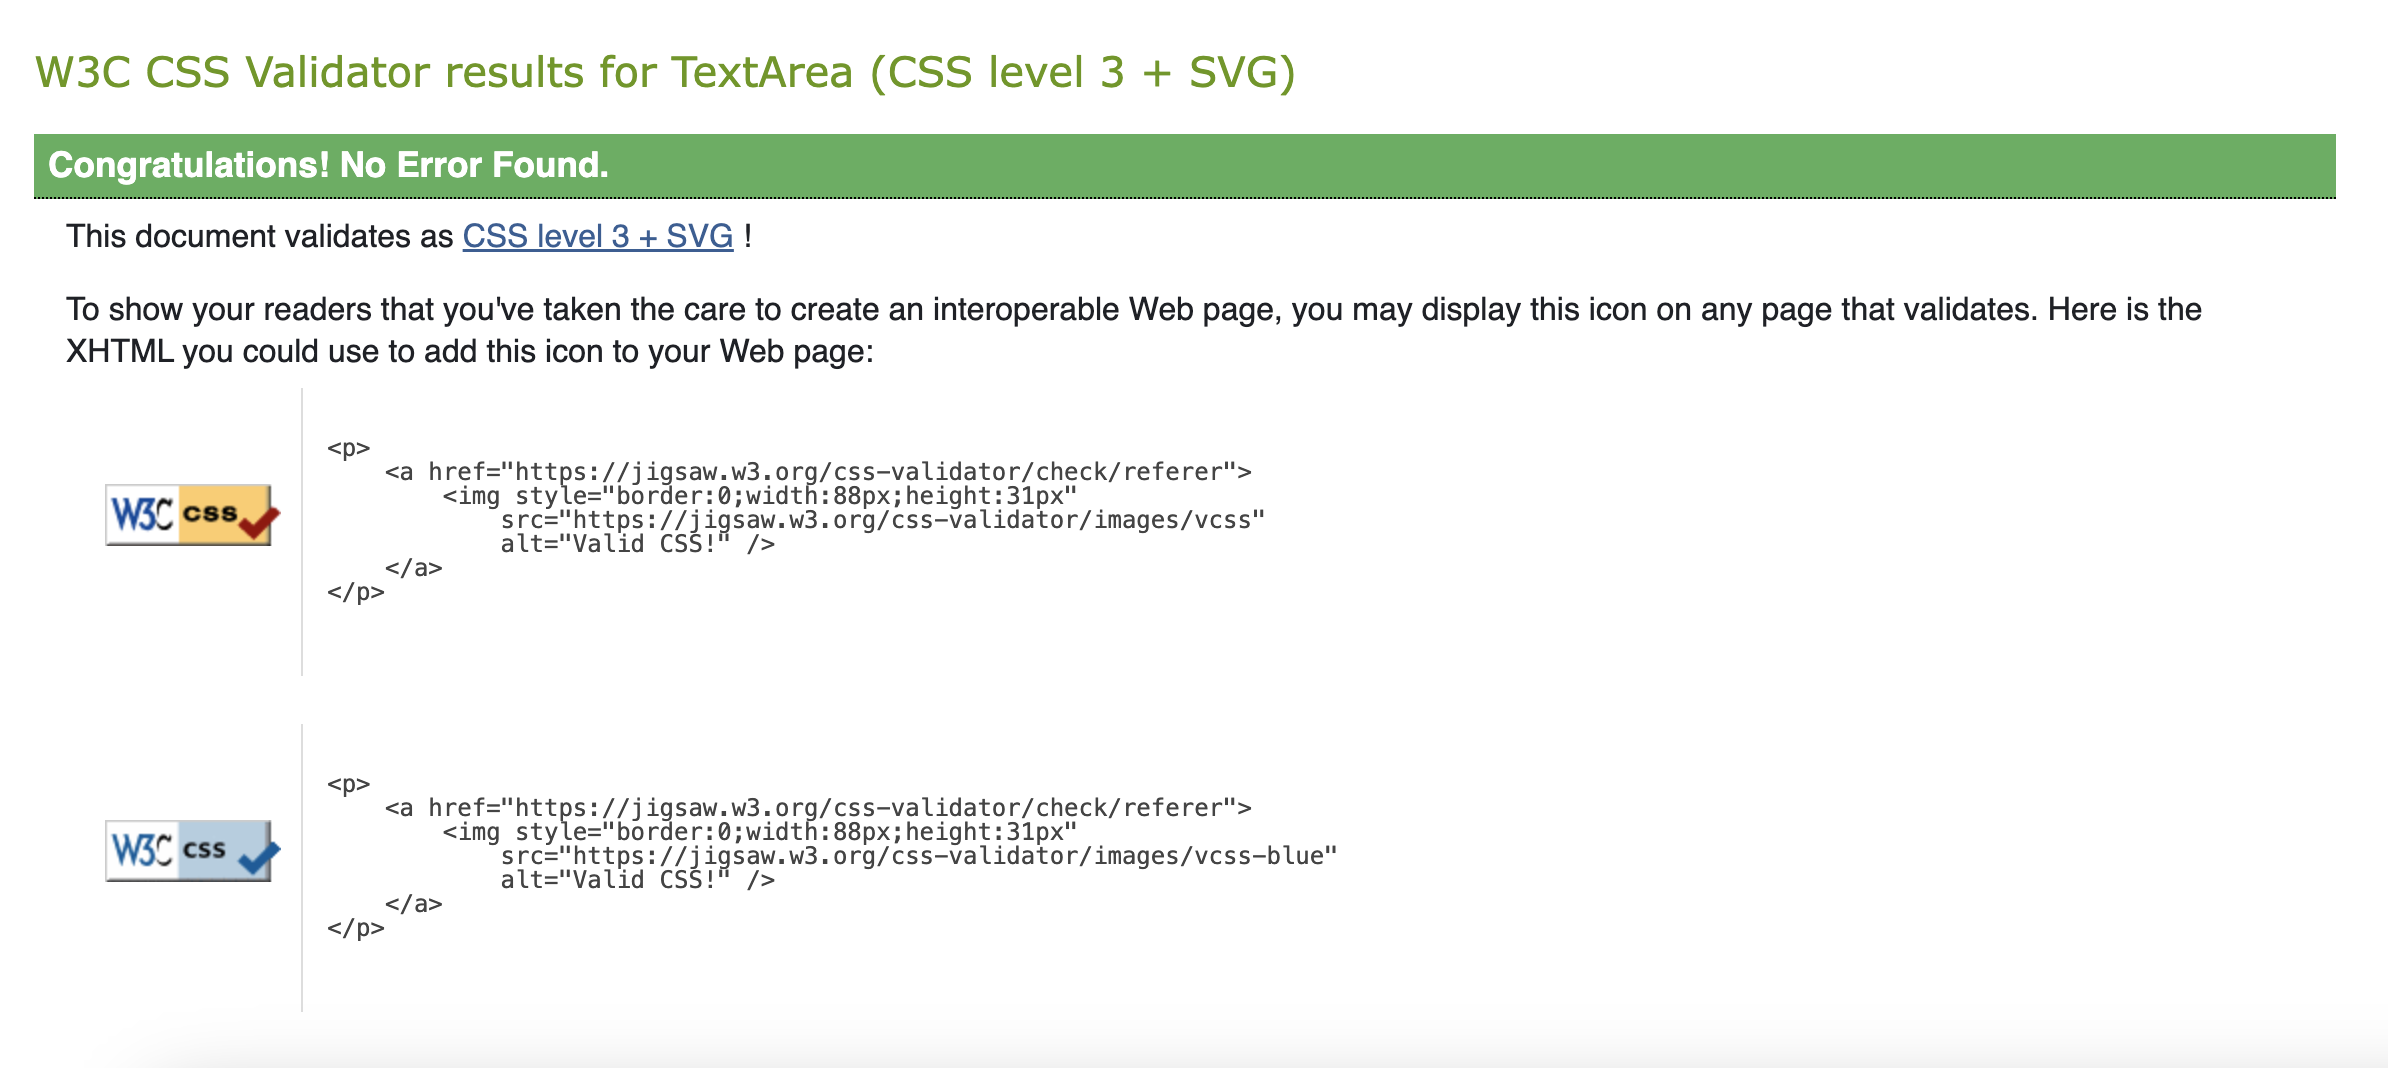 W3C CSS Validator results for TextArea (CSS level 3 + SVG)
Congratulations! No Error Found.
This document validates as CSS level 3 + SVG !
To show your readers that you've taken the care to create an interoperable Web page, you may display this icon on any page that validates. Here is the
XHTML you could use to add this icon to your Web page:
<p>
<a href="https://jigsaw.w3.org/css-validator/check/referer">
<img style="border:0;width:88px;height:31px"
W3C css
src="https://jigsaw.w3.org/css-validator/images/vcss"
alt="Valid CSS!" />
</a>
</p>
<p>
<a href="https://jigsaw.w3.org/css-validator/check/referer">
<img style="border:0;width:88px;height:31px"
W3C css
src="https://jigsaw.w3.org/css-validator/images/vcss-blue"
alt="Valid CSS!" />
</a>
</p>